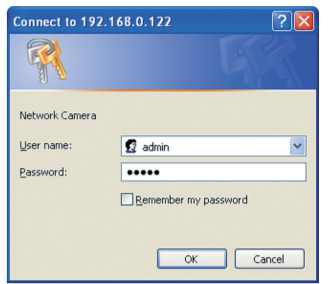 Connect to 192.168.0.122
Network Camera
User name:
admin
Password:
●●●●●
Remember my password
OK
Cancel